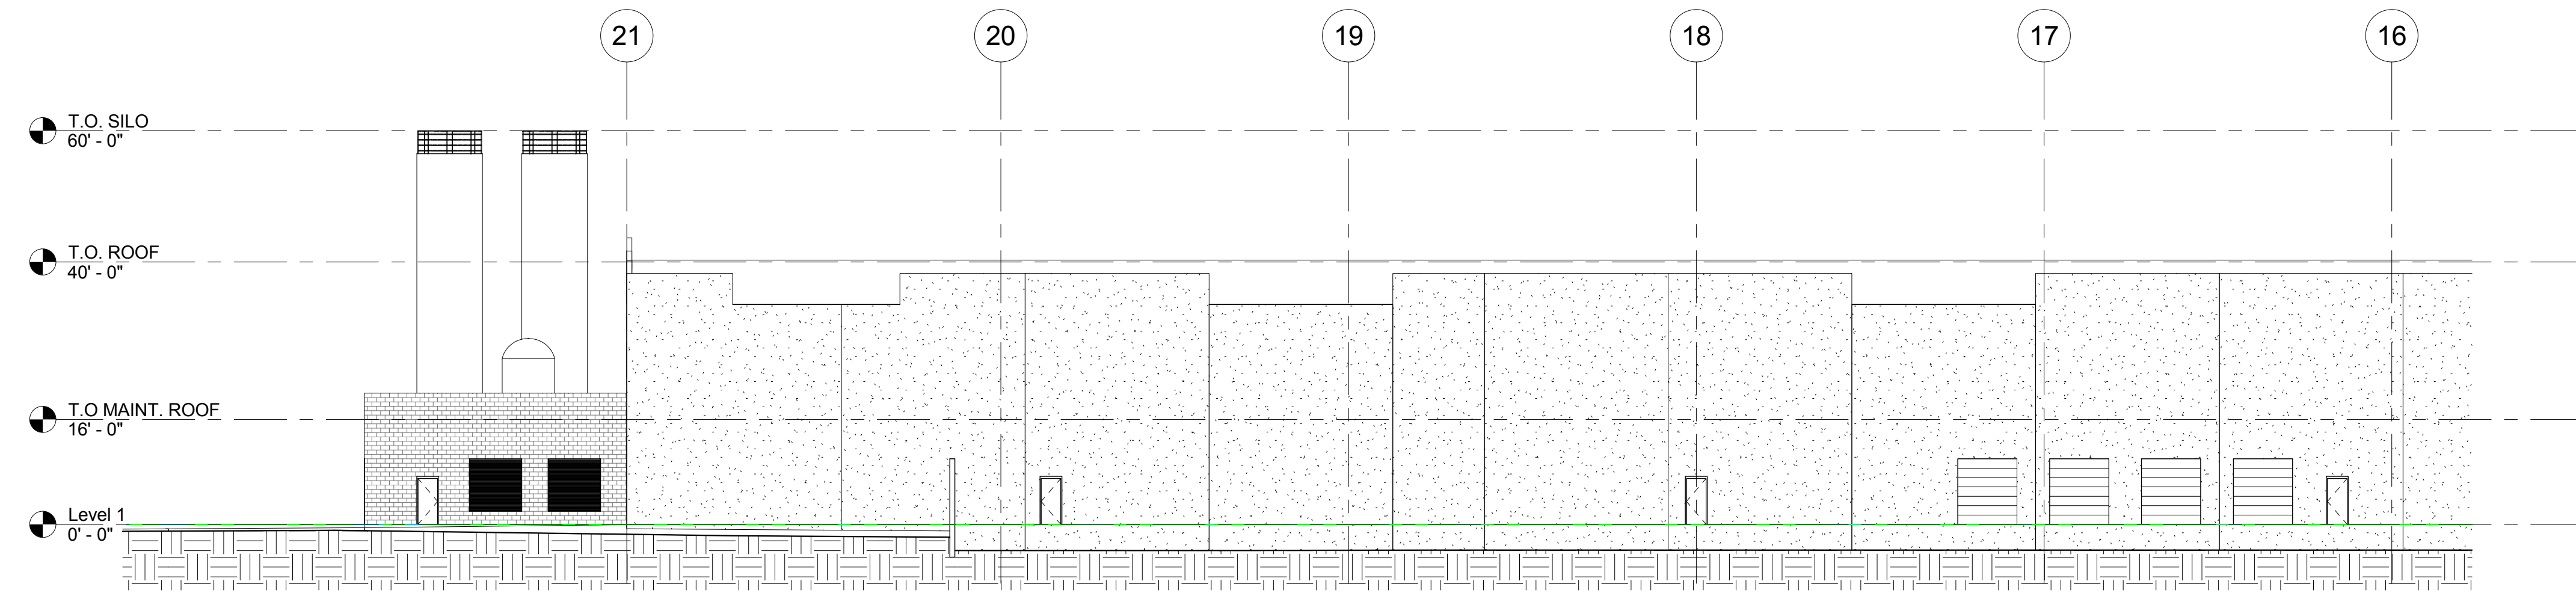 21
20
19
18
17
16
T.O. SILO
60' - 0"
T.O. ROOF
40' - 0"
T.O MAINT. ROOF
16' - 0"
Level 1
0' - 0"